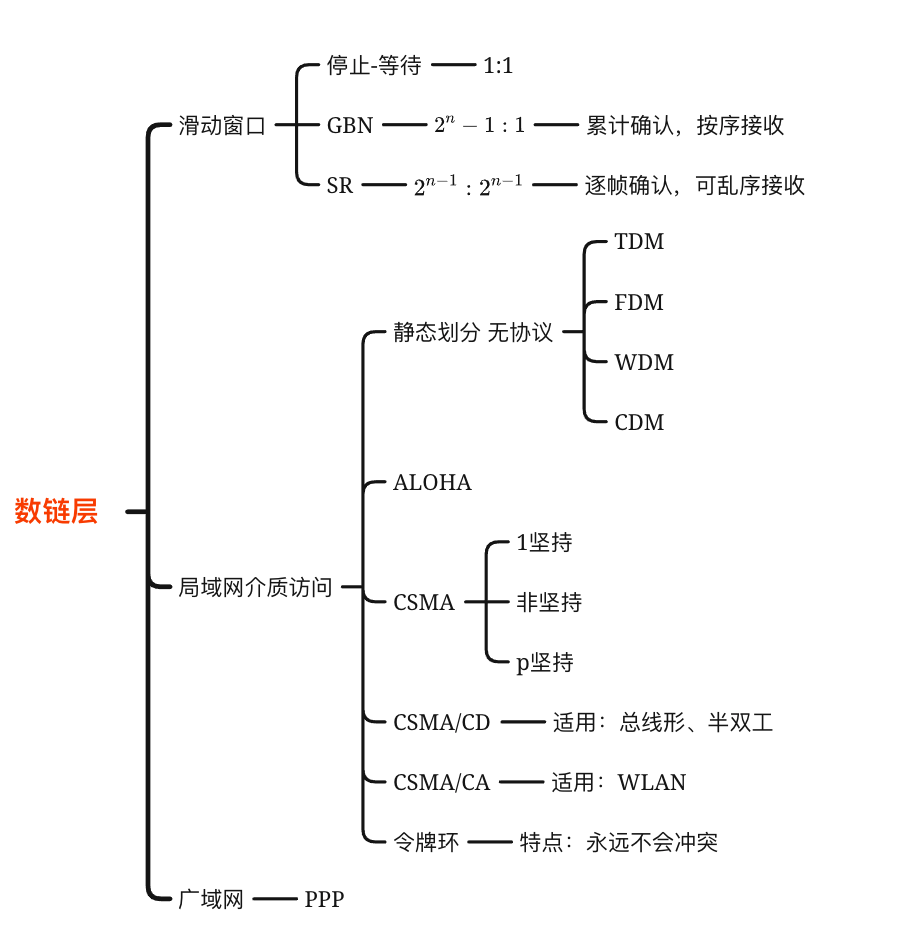 数链层
滑动窗口
停止-等待
1:1
GBN
2^n − 1 : 1
累计确认，按序接收
SR
2^{n−1} : 2^{n−1}
逐帧确认，可乱序接收
局域网介质访问
静态划分 无协议
TDM
FDM
WDM
CDM
ALOHA
CSMA
1坚持
非坚持
p坚持
CSMA/CD
适用：总线形、半双工
CSMA/CA
适用：WLAN
令牌环
特点：永远不会冲突
广域网
PPP